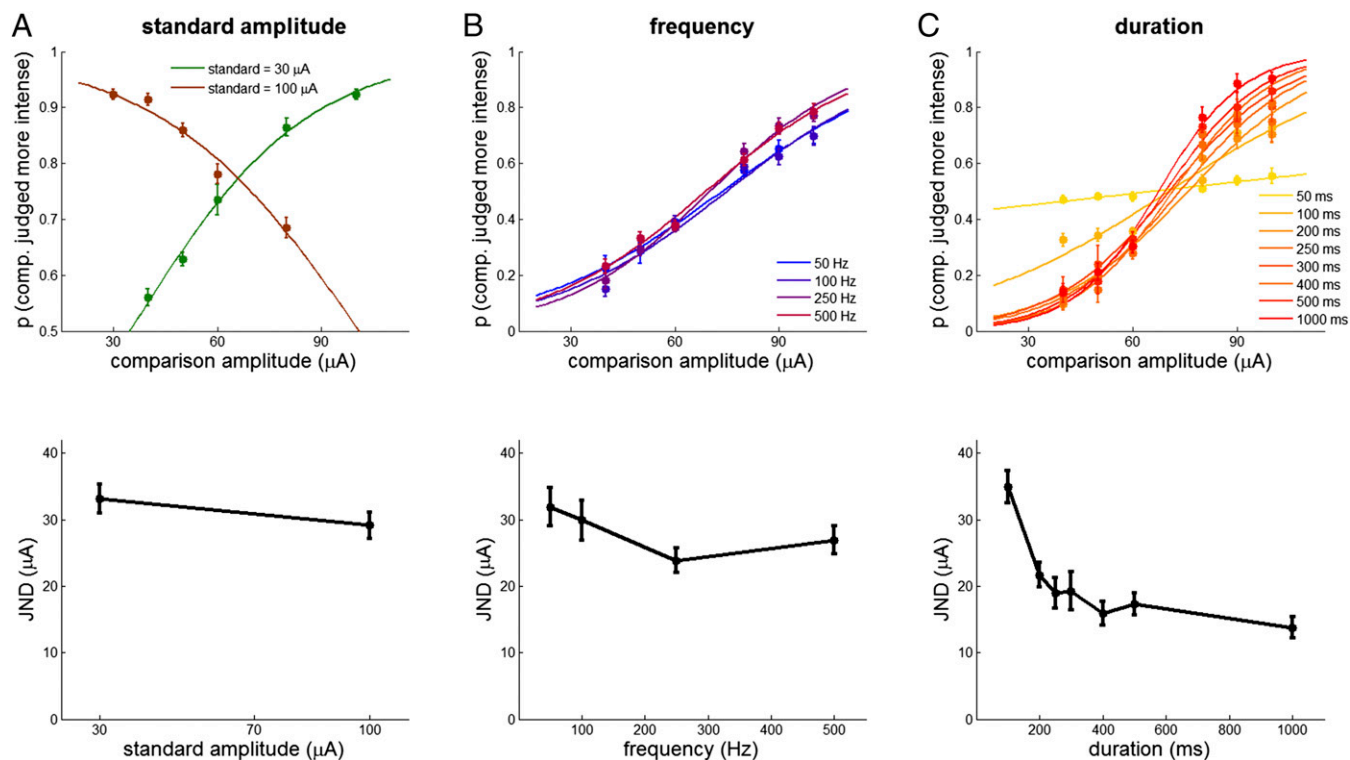 A
standard amplitude
p (comp. judged more intense)
1
0.9
0.8
0.7
0.6
0.5
standard = 30 μA
standard = 100 μA
30
60
90
comparison amplitude (μA)
B
frequency
p (comp. judged more intense)
1
0.8
0.6
0.4
0.2
0
50 Hz
100 Hz
250 Hz
500 Hz
30
60
90
comparison amplitude (μA)
C
duration
p (comp. judged more intense)
1
0.8
0.6
0.4
0.2
0
50 ms
100 ms
200 ms
250 ms
300 ms
400 ms
500 ms
1000 ms
30
60
90
comparison amplitude (μA)
JND (μA)
40
30
20
10
0
30
70
100
standard amplitude (μA)
JND (μA)
40
30
20
10
0
100
200
300
400
500
frequency (Hz)
JND (μA)
40
30
20
10
0
200
400
600
800
1000
duration (ms)